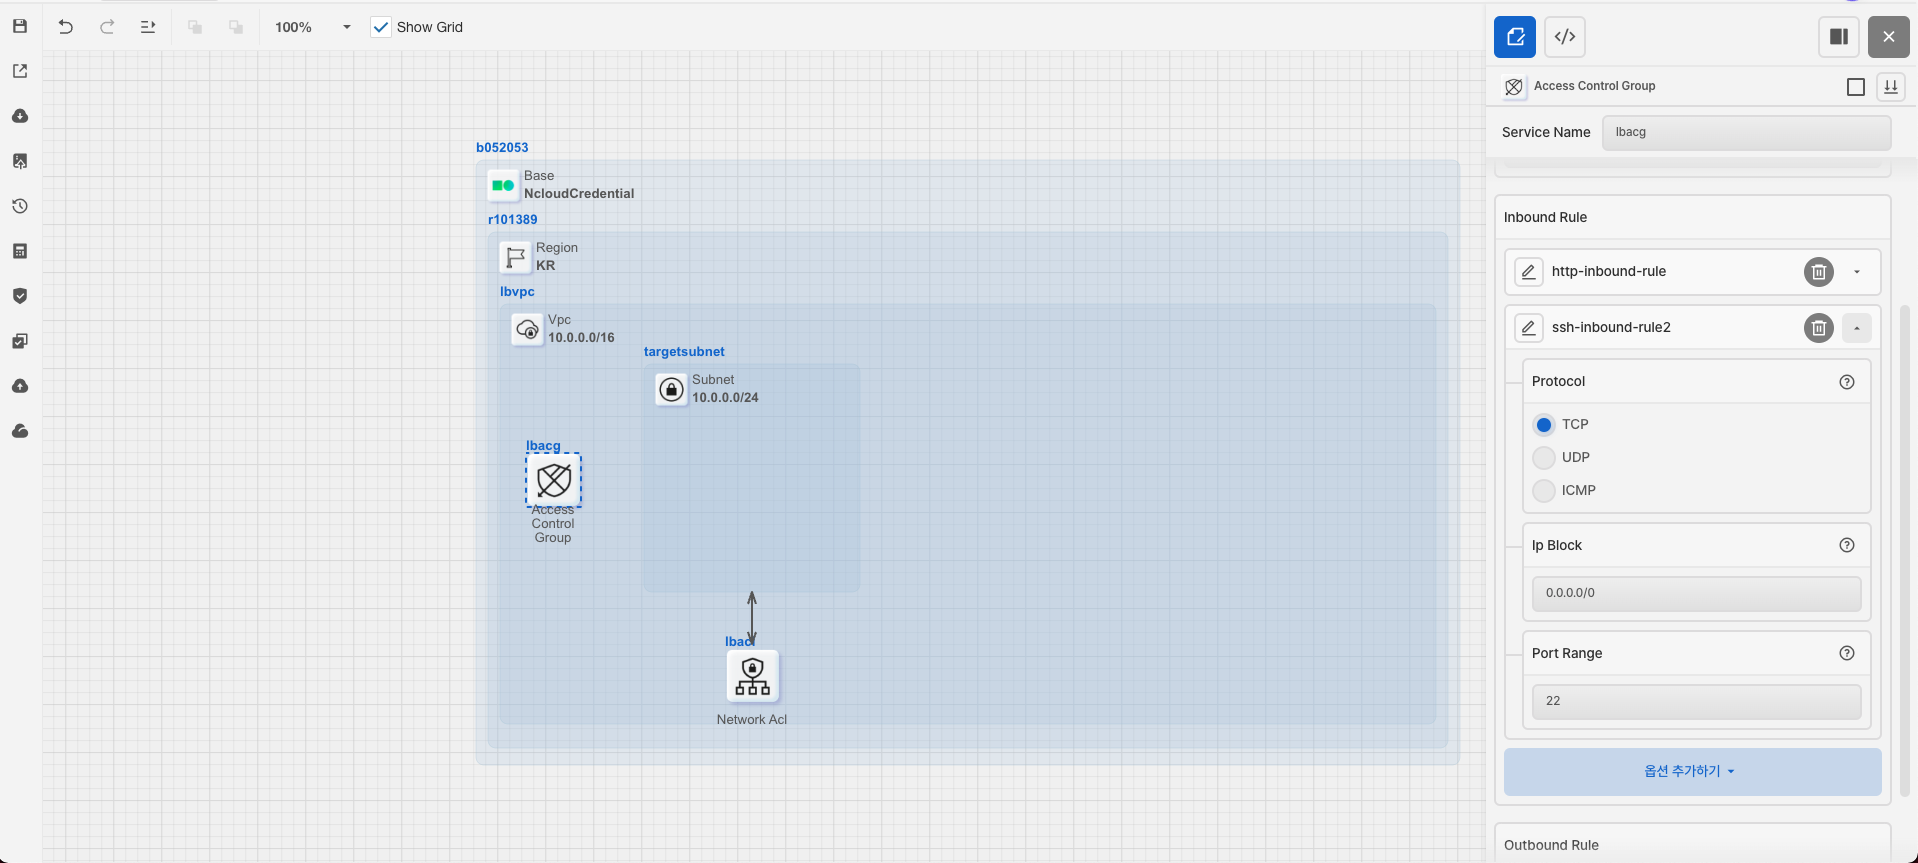 100%
Show Grid
b052053
Base
NcloudCredential
r101389
Region
KR
lbvpc
Vpc
10.0.0.0/16
targetsubnet
Subnet
10.0.0.0/24
lbacg
Access
Control
Group
lbacl
Network Acl
Access Control Group
Service Name
lbacg
Inbound Rule
http-inbound-rule
ssh-inbound-rule2
Protocol
TCP
UDP
ICMP
Ip Block
0.0.0.0/0
Port Range
22
옵션 추가하기
Outbound Rule